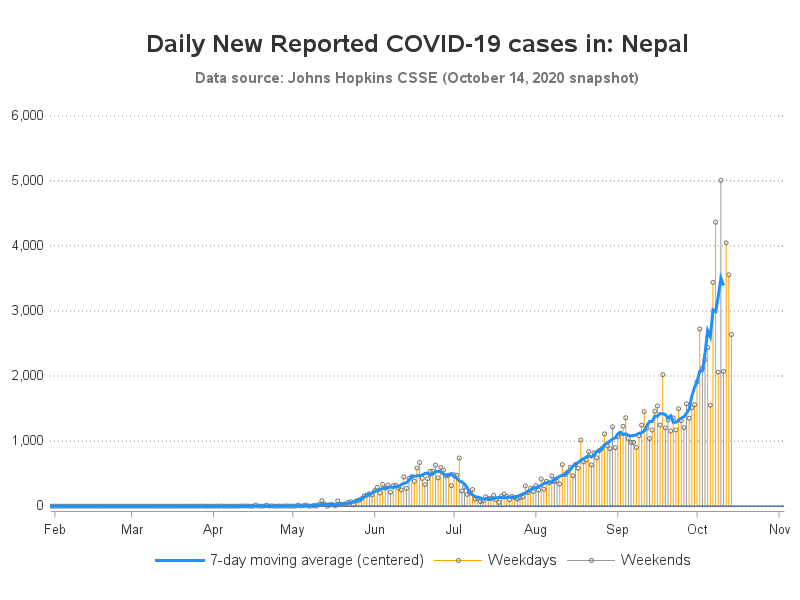 Daily New Reported COVID-19 cases in: Nepal
Data source: Johns Hopkins CSSE (October 14, 2020 snapshot)
6,000
5,000
4,000
3,000
2,000
1,000
0
Feb Mar Apr May Jun Jul Aug Sep Oct Nov
7-day moving average (centered) Weekdays Weekends